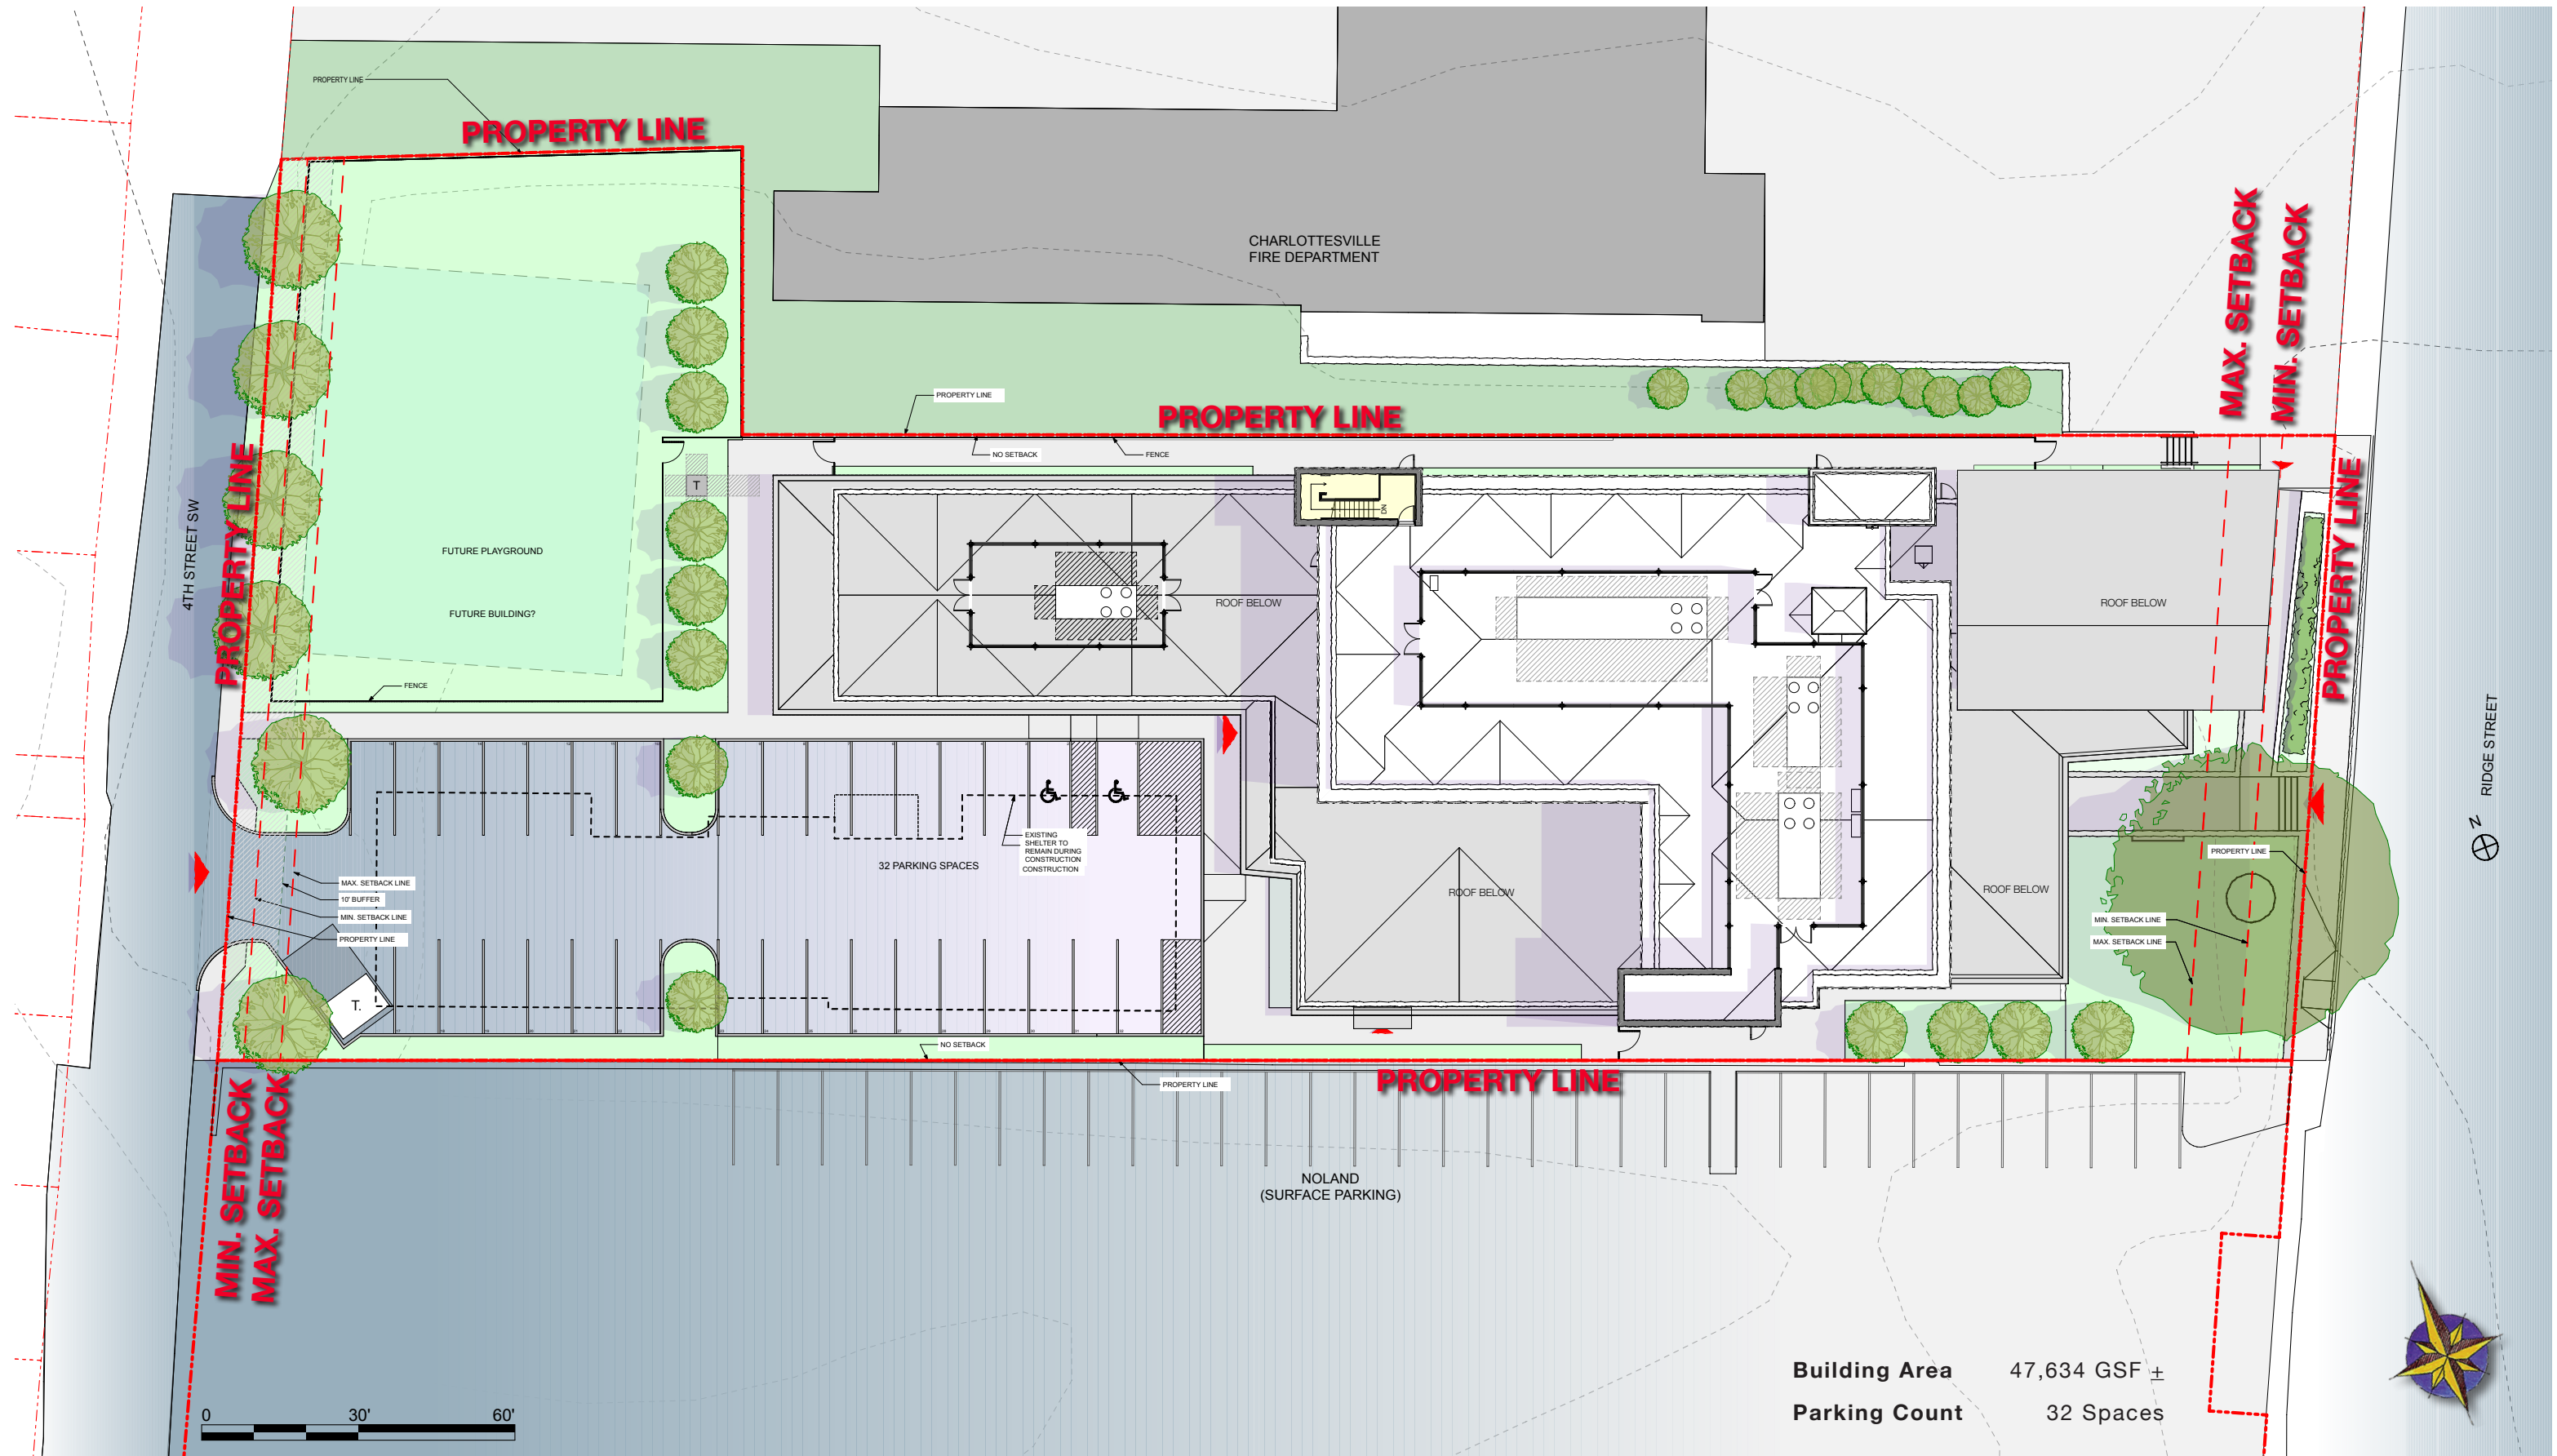 PROPERTY LINE
PROPERTY LINE
CHARLOTTESVILLE
FIRE DEPARTMENT
MAX. SETBACK
MIN. SETBACK
PROPERTY LINE
PROPERTY LINE
NO SETBACK
FENCE
PROPERTY LINE
PROPERTY LINE
4TH STREET SW
T
DN
FUTURE PLAYGROUND
FUTURE BUILDING?
FENCE
ROOF BELOW
ROOF BELOW
RIDGE STREET
N
EXISTING
SHELTER TO
REMAIN DURING
CONSTRUCTION
CONSTRUCTION
32 PARKING SPACES
MAX. SETBACK LINE
10' BUFFER
MIN. SETBACK LINE
PROPERTY LINE
ROOF BELOW
ROOF BELOW
PROPERTY LINE
MIN. SETBACK LINE
MAX. SETBACK LINE
T.
NO SETBACK
PROPERTY LINE
PROPERTY LINE
MIN. SETBACK
MAX. SETBACK
NOLAND
(SURFACE PARKING)
Building Area 47,634 GSF ±
Parking Count 32 Spaces
0 30' 60'